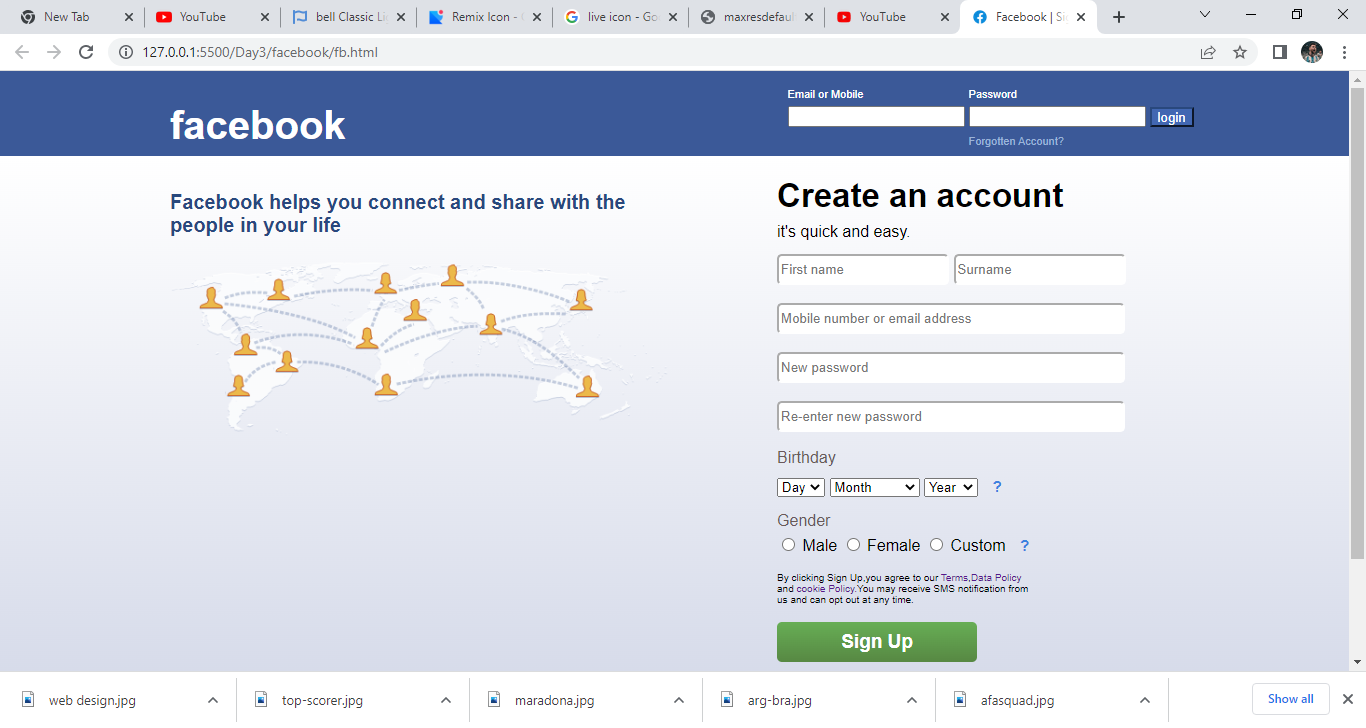 New Tab
YouTube
bell Classic Li
Remix Icon -
live icon - Go
maxresdefau
YouTube
Facebook | Si
127.0.0.1:5500/Day3/facebook/fb.html
Email or Mobile
Password
facebook
login
Forgotten Account?
Facebook helps you connect and share with the
people in your life
Create an account
it's quick and easy.
First name
Surname
Mobile number or email address
New password
Re-enter new password
Birthday
Day
Month
Year
?
Gender
Male
Female
Custom
?
By clicking Sign Up,you agree to our Terms,Data Policy
and cookie Policy.You may receive SMS notification from
us and can opt out at any time.
Sign Up
web design.jpg
top-scorer.jpg
maradona.jpg
arg-bra.jpg
afasquad.jpg
Show all